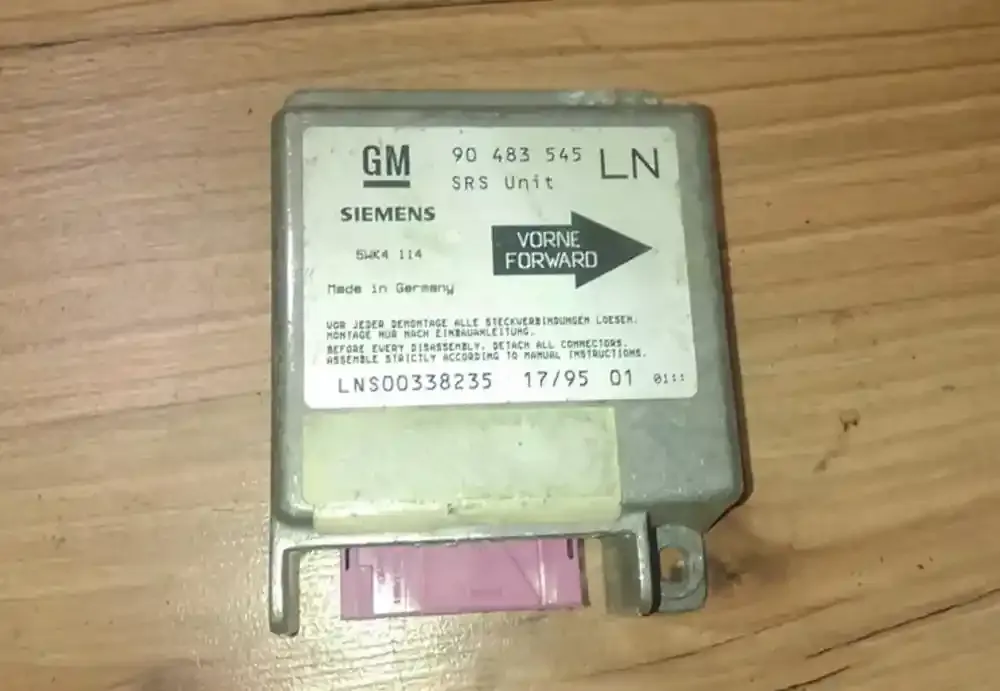 GM 90 483 545 LN
SRS Unit
SIEMENS
5WK4 114
VORNE
FORWARD
Made in Germany
VOR JEDER DEMONTAGE ALLE STECKVERBINDUNGEN LOESEN.
MONTAGE NUR NACH EINBAUANLEITUNG.
BEFORE EVERY DISASSEMBLY, DETACH ALL CONNECTORS.
ASSEMBLE STRICTLY ACCORDING TO MANUAL INSTRUCTIONS.
LNS00338235 17/95 01